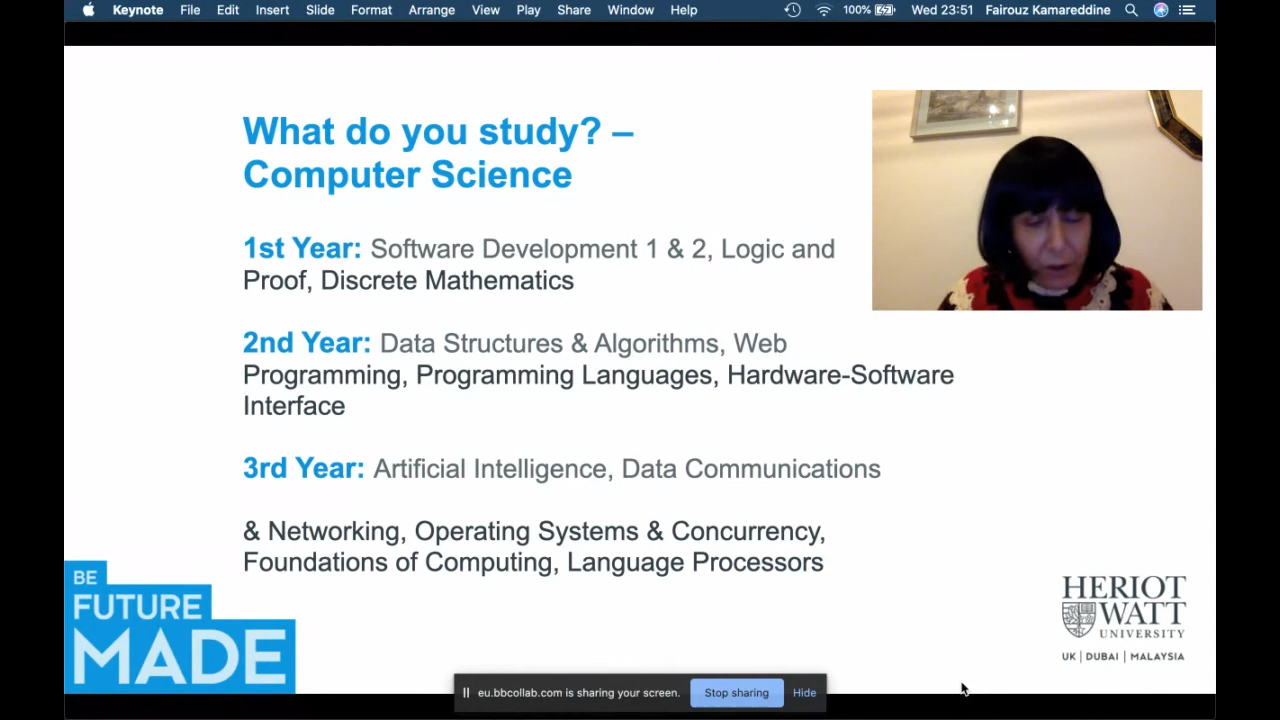 Keynote File Edit Insert Slide Format Arrange View Play Share Window Help 100% Wed 23:51 Fairouz Kamareddine
What do you study? –
Computer Science
1st Year: Software Development 1 & 2, Logic and
Proof, Discrete Mathematics
2nd Year: Data Structures & Algorithms, Web
Programming, Programming Languages, Hardware-Software
Interface
3rd Year: Artificial Intelligence, Data Communications
& Networking, Operating Systems & Concurrency,
Foundations of Computing, Language Processors
BE
FUTURE
MADE
HERIOT
WATT
UNIVERSITY
UK | DUBAI | MALAYSIA
eu.bbcollab.com is sharing your screen. Stop sharing Hide